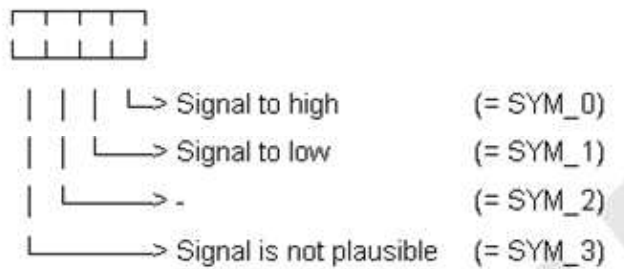 Signal to high (= SYM_0)
Signal to low (= SYM_1)
- (= SYM_2)
Signal is not plausible (= SYM_3)